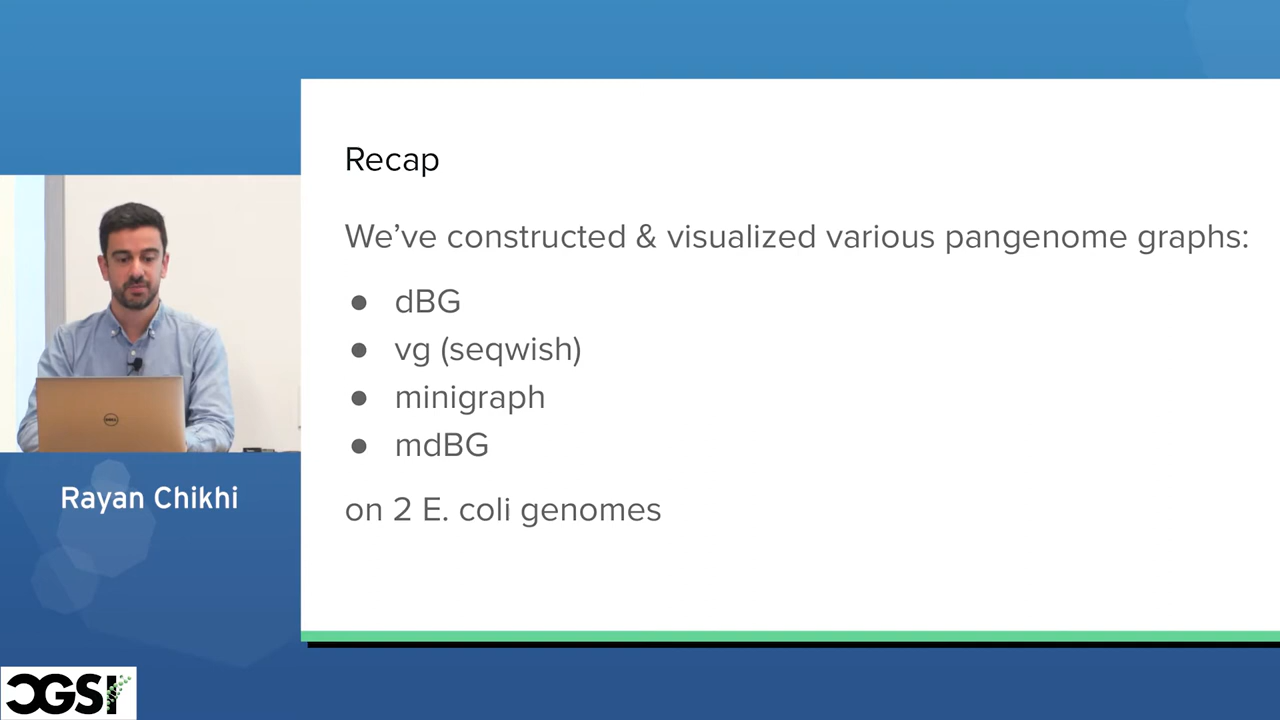 Recap
We've constructed & visualized various pangenome graphs:
● dBG
● vg (seqwish)
● minigraph
● mdBG
on 2 E. coli genomes
DELL
Rayan Chikhi
CGSI